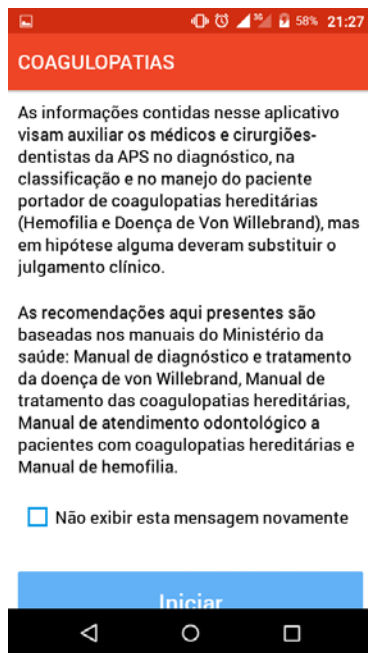 3G 58% 21:27
COAGULOPATIAS
As informações contidas nesse aplicativo
visam auxiliar os médicos e cirurgiões-
dentistas da APS no diagnóstico, na
classificação e no manejo do paciente
portador de coagulopatias hereditárias
(Hemofilia e Doença de Von Willebrand), mas
em hipótese alguma deveram substituir o
julgamento clínico.
As recomendações aqui presentes são
baseadas nos manuais do Ministério da
saúde: Manual de diagnóstico e tratamento
da doença de von Willebrand, Manual de
tratamento das coagulopatias hereditárias,
Manual de atendimento odontológico a
pacientes com coagulopatias hereditárias e
Manual de hemofilia.
Não exibir esta mensagem novamente
Iniciar